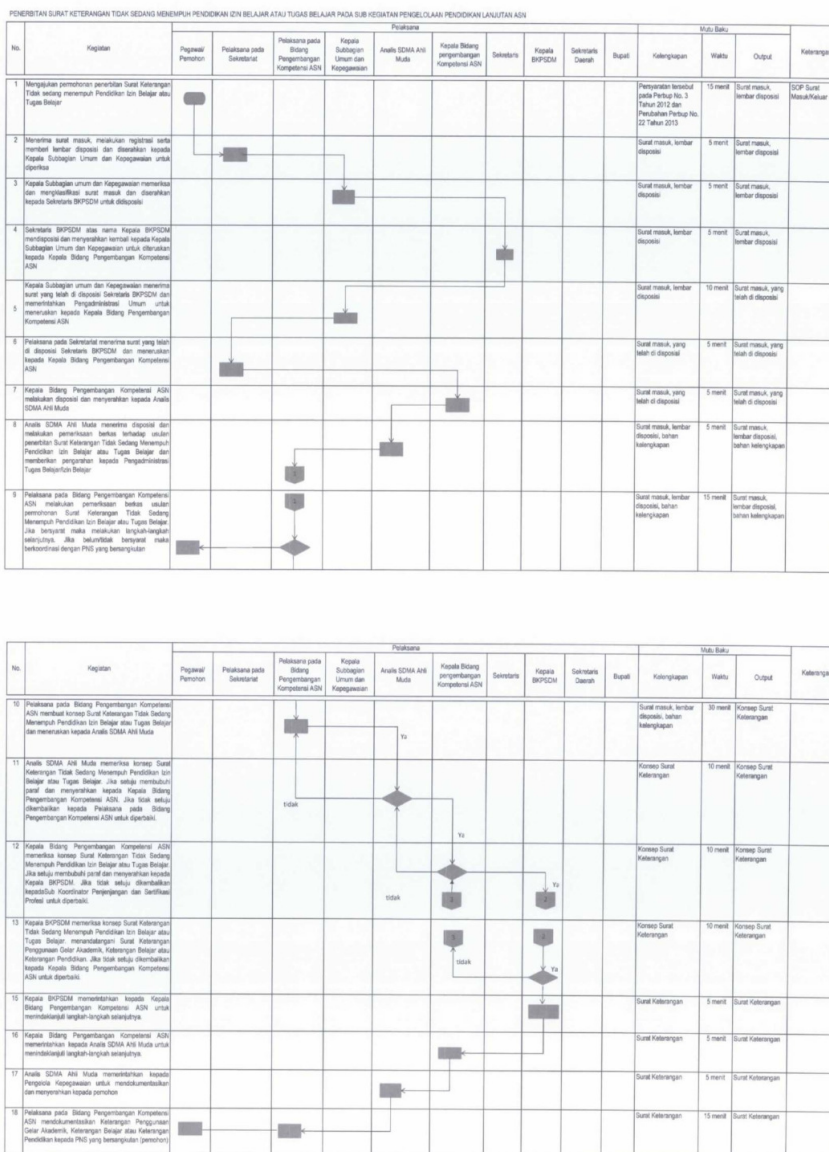 PENERBITAN SURAT KETERANGAN TIDAK SEDANG MENEMPUH PENDIDIKAN IZIN BELAJAR ATAU TUGAS BELAJAR PADA SUB KEGIATAN PENGELOLAAN PENDIDIKAN LANJUTAN ASN
Pelaksana
Mutu Baku
No.
Kegiatan
Pegawai/
Pemohon
Pelaksana pada
Sekretariat
Pelaksana pada
Bidang
Pengembangan
Kompetensi ASN
Kepala
Subbagian
Umum dan
Kepegawaian
Analis SDMA Ahli
Muda
Kepala Bidang
pengembangan
Kompetensi ASN
Sekretaris
Kepala
BKPSDM
Sekretaris
Daerah
Bupati
Kelengkapan
Waktu
Output
Keterangan
1
Mengajukan permohonan penerbitan Surat Keterangan
Tidak sedang menempuh Pendidikan Izin Belajar atau
Tugas Belajar
Persyaratan tersebut
pada Perbup No. 3
Tahun 2012 dan
Perubahan Perbup No.
22 Tahun 2013
15 menit
Surat masuk,
lembar disposisi
SOP Surat
Masuk/Keluar
2
Menerima surat masuk, melakukan registrasi serta
memberi lembar disposisi dan diserahkan kepada
Kepala Subbagian Umum dan Kepegawaian untuk
diperiksa
Surat masuk, lembar
disposisi
5 menit
Surat masuk,
lembar disposisi
3
Kepala Subbagian umum dan Kepegawaian memeriksa
dan mengklasifikasi surat masuk dan diserahkan
kepada Sekretaris BKPSDM untuk didisposisi
Surat masuk, lembar
disposisi
5 menit
Surat masuk,
lembar disposisi
4
Sekretaris BKPSDM atas nama Kepala BKPSDM
mendisposisi dan menyerahkan kembali kepada Kepala
Subbagian Umum dan Kepegawaian untuk diteruskan
kepada Kepala Bidang Pengembangan Kompetensi
ASN
Surat masuk, lembar
disposisi
5 menit
Surat masuk,
lembar disposisi
5
Kepala Subbagian umum dan Kepegawaian menerima
surat yang telah di disposisi Sekretaris BKPSDM dan
memerintahkan Pengadministrasi Umum untuk
meneruskan kepada Kepala Bidang Pengembangan
Kompetensi ASN
Surat masuk, lembar
disposisi
10 menit
Surat masuk, yang
telah di disposisi
6
Pelaksana pada Sekretariat menerima surat yang telah
di disposisi Sekretaris BKPSDM dan meneruskan
kepada Kepala Bidang Pengembangan Kompetensi
ASN
Surat masuk, yang
telah di disposisi
5 menit
Surat masuk, yang
telah di disposisi
7
Kepala Bidang Pengembangan Kompetensi ASN
melakukan disposisi dan menyerahkan kepada Analis
SDMA Ahli Muda
Surat masuk, yang
telah di disposisi
5 menit
Surat masuk, yang
telah di disposisi
8
Analis SDMA Ahli Muda menerima disposisi dan
melakukan pemeriksaan berkas terhadap usulan
penerbitan Surat Keterangan Tidak Sedang Menempuh
Pendidikan Izin Belajar atau Tugas Belajar dan
memberikan pengarahan kepada Pengadministrasi
Tugas Belajar/Izin Belajar
Surat masuk, lembar
disposisi, bahan
kelengkapan
5 menit
Surat masuk,
lembar disposisi,
bahan kelengkapan
9
Pelaksana pada Bidang Pengembangan Kompetensi
ASN melakukan pemeriksaan berkas usulan
permohonan Surat Keterangan Tidak Sedang
Menempuh Pendidikan Izin Belajar atau Tugas Belajar.
Jika bersyarat maka melakukan langkah-langkah
selanjutnya. Jika belum/tidak bersyarat maka
berkoordinasi dengan PNS yang bersangkutan
Surat masuk, lembar
disposisi, bahan
kelengkapan
15 menit
Surat masuk,
lembar disposisi,
bahan kelengkapan
Pelaksana
Mutu Baku
No.
Kegiatan
Pegawai/
Pemohon
Pelaksana pada
Sekretariat
Pelaksana pada
Bidang
Pengembangan
Kompetensi ASN
Kepala
Subbagian
Umum dan
Kepegawaian
Analis SDMA Ahli
Muda
Kepala Bidang
pengembangan
Kompetensi ASN
Sekretaris
Kepala
BKPSDM
Sekretaris
Daerah
Bupati
Kelengkapan
Waktu
Output
Keterangan
10
Pelaksana pada Bidang Pengembangan Kompetensi
ASN membuat konsep Surat Keterangan Tidak Sedang
Menempuh Pendidikan Izin Belajar atau Tugas Belajar
dan meneruskan kepada Analis SDMA Ahli Muda
Ya
Surat masuk, lembar
disposisi, bahan
kelengkapan
30 menit
Konsep Surat
Keterangan
11
Analis SDMA Ahli Muda memeriksa konsep Surat
Keterangan Tidak Sedang Menempuh Pendidikan Izin
Belajar atau Tugas Belajar. Jika setuju membubuhi
paraf dan menyerahkan kepada Kepala Bidang
Pengembangan Kompetensi ASN. Jika tidak setuju
dikembalikan kepada Pelaksana pada Bidang
Pengembangan Kompetensi ASN untuk diperbaiki.
tidak
Ya
Konsep Surat
Keterangan
10 menit
Konsep Surat
Keterangan
12
Kepala Bidang Pengembangan Kompetensi ASN
memeriksa konsep Surat Keterangan Tidak Sedang
Menempuh Pendidikan Izin Belajar atau Tugas Belajar.
Jika setuju membubuhi paraf dan menyerahkan kepada
Kepala BKPSDM. Jika tidak setuju dikembalikan
kepadaSub Koordinator Penjenjangan dan Sertifikasi
Profesi untuk diperbaiki.
tidak
Ya
Konsep Surat
Keterangan
10 menit
Konsep Surat
Keterangan
13
Kepala BKPSDM memeriksa konsep Surat Keterangan
Tidak Sedang Menempuh Pendidikan Izin Belajar atau
Tugas Belajar, menandatangani Surat Keterangan
Penggunaan Gelar Akademik, Keterangan Belajar atau
Keterangan Pendidikan. Jika tidak setuju dikembalikan
kepada Kepala Bidang Pengembangan Kompetensi
ASN untuk diperbaiki.
tidak
Ya
Konsep Surat
Keterangan
10 menit
Konsep Surat
Keterangan
15
Kepala BKPSDM memerintahkan kepada Kepala
Bidang Pengembangan Kompetensi ASN untuk
menindaklanjuti langkah-langkah selanjutnya.
Surat Keterangan
5 menit
Surat Keterangan
16
Kepala Bidang Pengembangan Kompetensi ASN
memerintahkan kepada Analis SDMA Ahli Muda untuk
menindaklanjuti langkah-langkah selanjutnya.
Surat Keterangan
5 menit
Surat Keterangan
17
Analis SDMA Ahli Muda memerintahkan kepada
Pengelola Kepegawaian untuk mendokumentasikan
dan menyerahkan kepada pemohon
Surat Keterangan
5 menit
Surat Keterangan
18
Pelaksana pada Bidang Pengembangan Kompetensi
ASN mendokumentasikan Keterangan Penggunaan
Gelar Akademik, Keterangan Belajar atau Keterangan
Pendidikan kepada PNS yang bersangkutan (pemohon)
Surat Keterangan
15 menit
Surat Keterangan